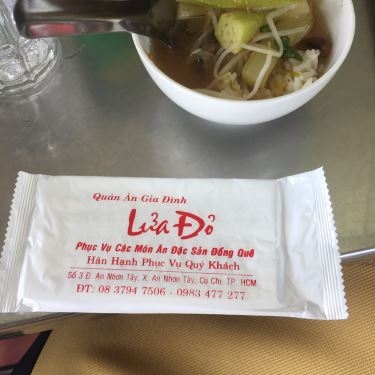 Quán Ăn Gia Đình
Lửa Đỏ
Phục Vụ Các Món Ăn Đặc Sản Đồng Quê
Hân Hạnh Phục Vụ Quý Khách
Số 3 Đ. An Nhơn Tây, X. An Nhơn Tây, Củ Chi, TP. HCM
ĐT: 08 3794 7506 - 0983 477 277